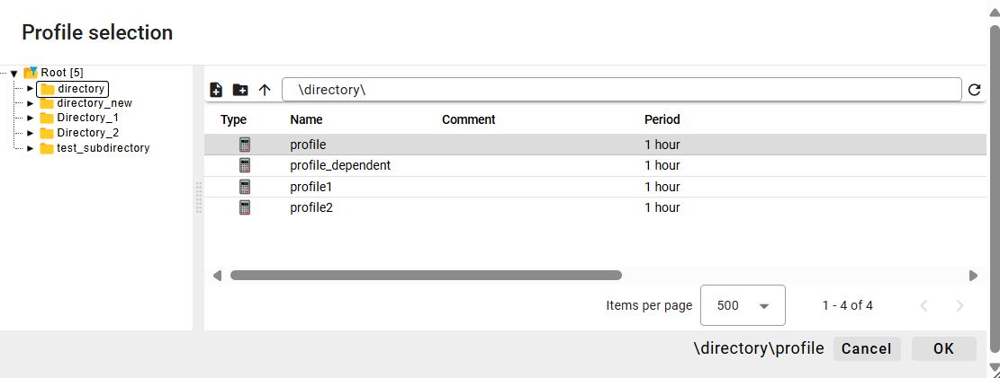 Profile selection
Root [5]
directory
directory_new
Directory_1
Directory_2
test_subdirectory
\directory\
Type Name Comment Period
profile 1 hour
profile_dependent 1 hour
profile1 1 hour
profile2 1 hour
Items per page 500 1 - 4 of 4
\directory\profile Cancel OK